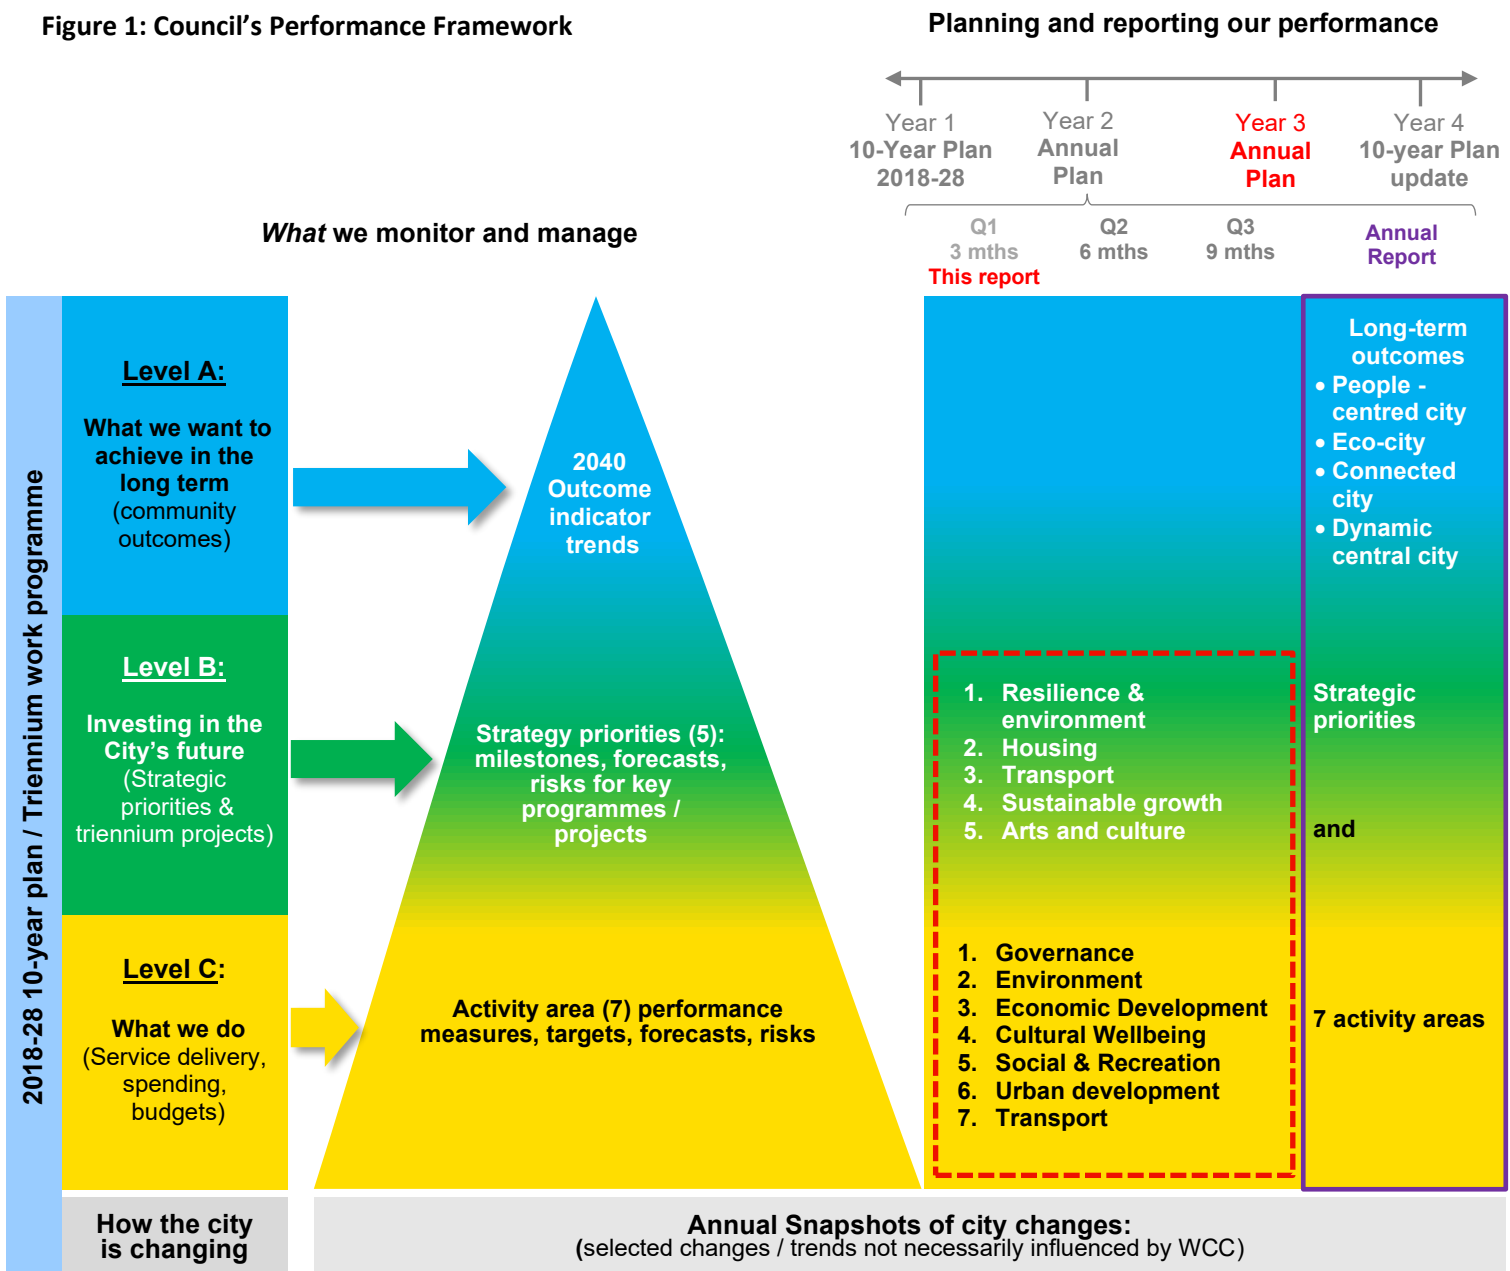 Figure 1: Council’s Performance Framework
Planning and reporting our performance
Year 1
10-Year Plan
2018-28
Year 2
Annual
Plan
Year 3
Annual
Plan
Year 4
10-year Plan
update
Q1
3 mths
This report
Q2
6 mths
Q3
9 mths
Annual
Report
What we monitor and manage
2018-28 10-year plan / Triennium work programme
Level A:
What we want to
achieve in the
long term
(community
outcomes)
2040
Outcome
indicator
trends
Long-term
outcomes
• People -
centred city
• Eco-city
• Connected
city
• Dynamic
central city
Level B:
Investing in the
City’s future
(Strategic
priorities &
triennium projects)
Strategy priorities (5):
milestones, forecasts,
risks for key
programmes /
projects
1. Resilience &
environment
2. Housing
3. Transport
4. Sustainable growth
5. Arts and culture
Strategic
priorities
and
Level C:
What we do
(Service delivery,
spending,
budgets)
Activity area (7) performance
measures, targets, forecasts, risks
1. Governance
2. Environment
3. Economic Development
4. Cultural Wellbeing
5. Social & Recreation
6. Urban development
7. Transport
7 activity areas
How the city
is changing
Annual Snapshots of city changes:
(selected changes / trends not necessarily influenced by WCC)